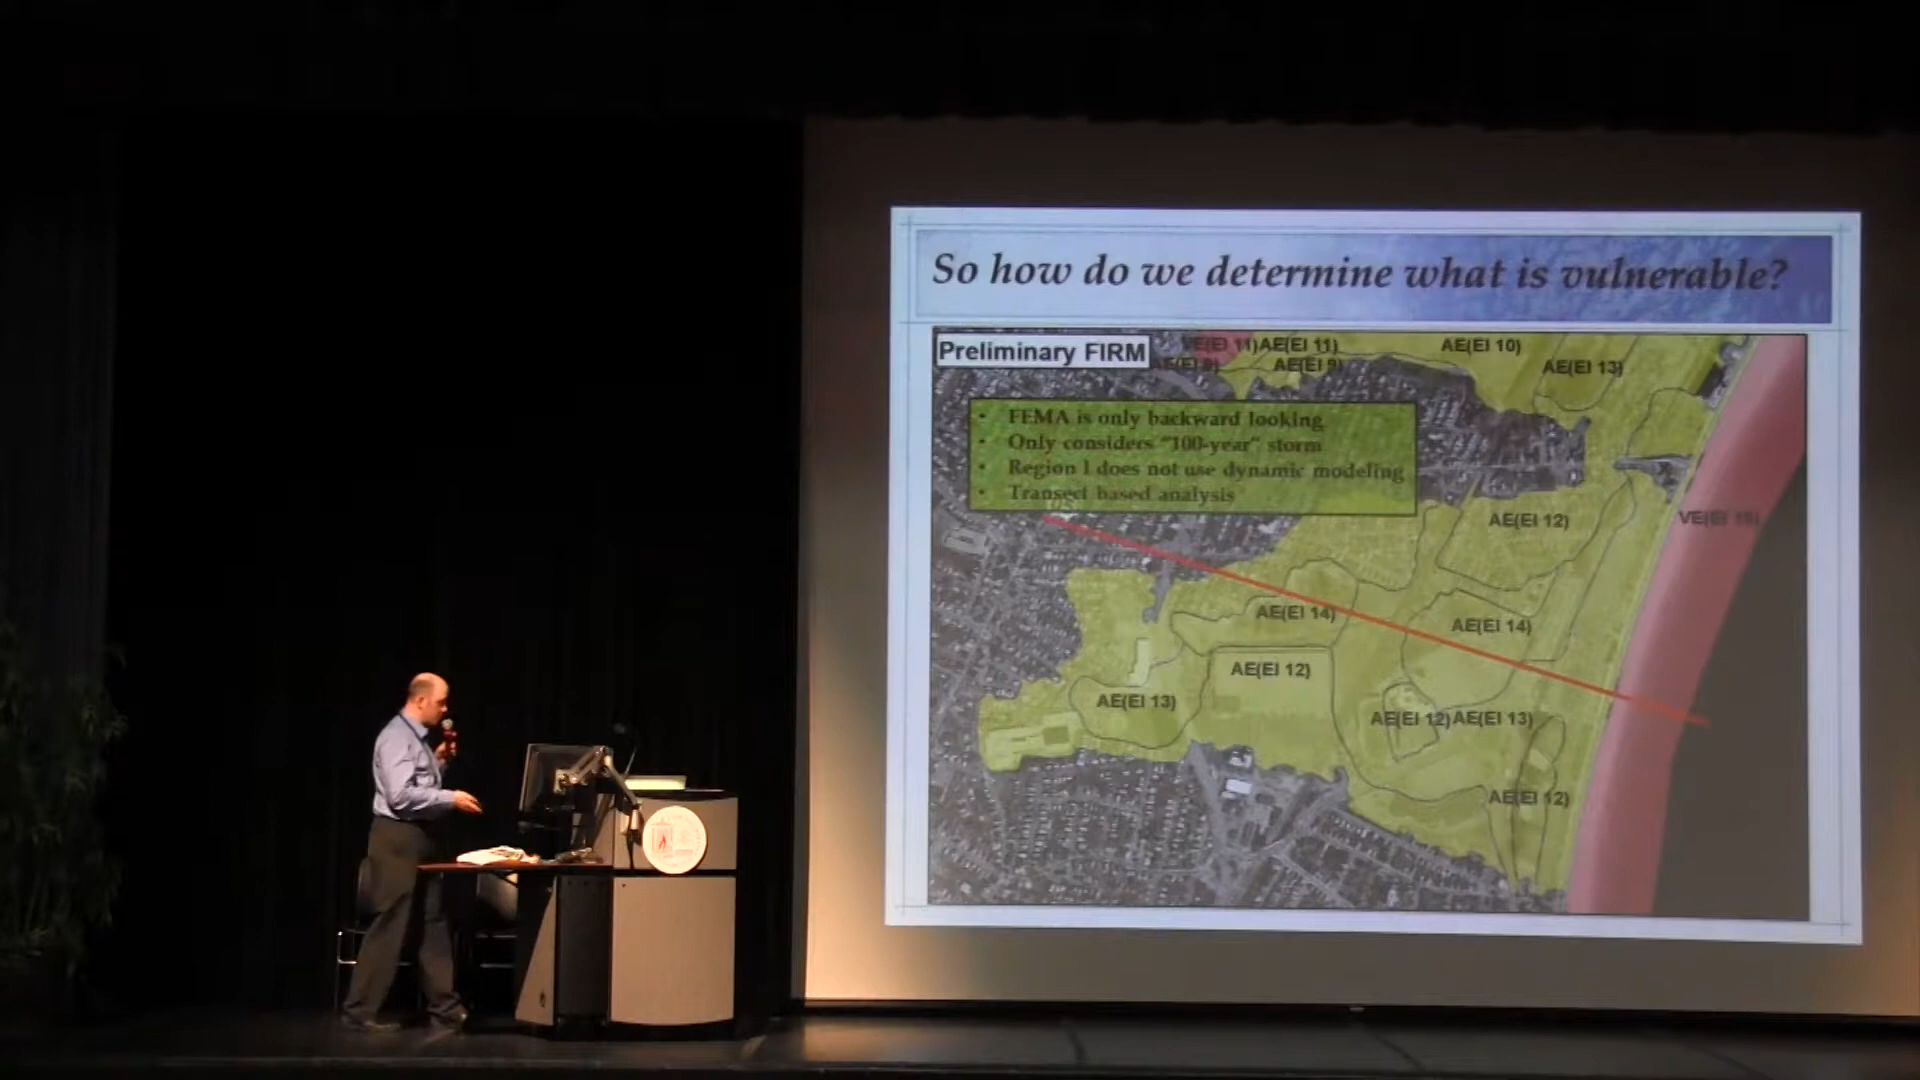 So how do we determine what is vulnerable?
Preliminary FIRM
VE(El 11) AE(El 11)
AE(El 10)
AE(El 9)
AE(El 9)
AE(El 13)
• FEMA is only backward looking
• Only considers "100-year" storm
• Region I does not use dynamic modeling
• Transect based analysis
AE(El 12)
AE(El 14)
AE(El 14)
AE(El 12)
AE(El 13)
AE(El 12) AE(El 13)
AE(El 12)